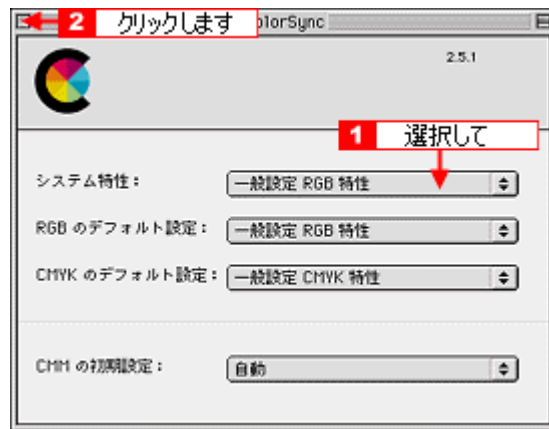 2 クリックします olorSync
2.5.1
1 選択して
システム特性： 一般設定 RGB 特性
RGB のデフォルト設定： 一般設定 RGB 特性
CMYK のデフォルト設定： 一般設定 CMYK 特性
CMM の初期設定： 自動